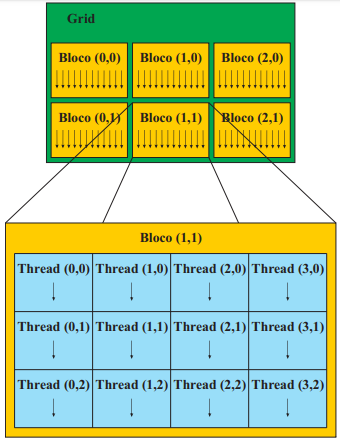 Grid
Bloco (0,0) Bloco (1,0) Bloco (2,0)
Bloco (0,1) Bloco (1,1) Bloco (2,1)
Bloco (1,1)
Thread (0,0) Thread (1,0) Thread (2,0) Thread (3,0)
Thread (0,1) Thread (1,1) Thread (2,1) Thread (3,1)
Thread (0,2) Thread (1,2) Thread (2,2) Thread (3,2)